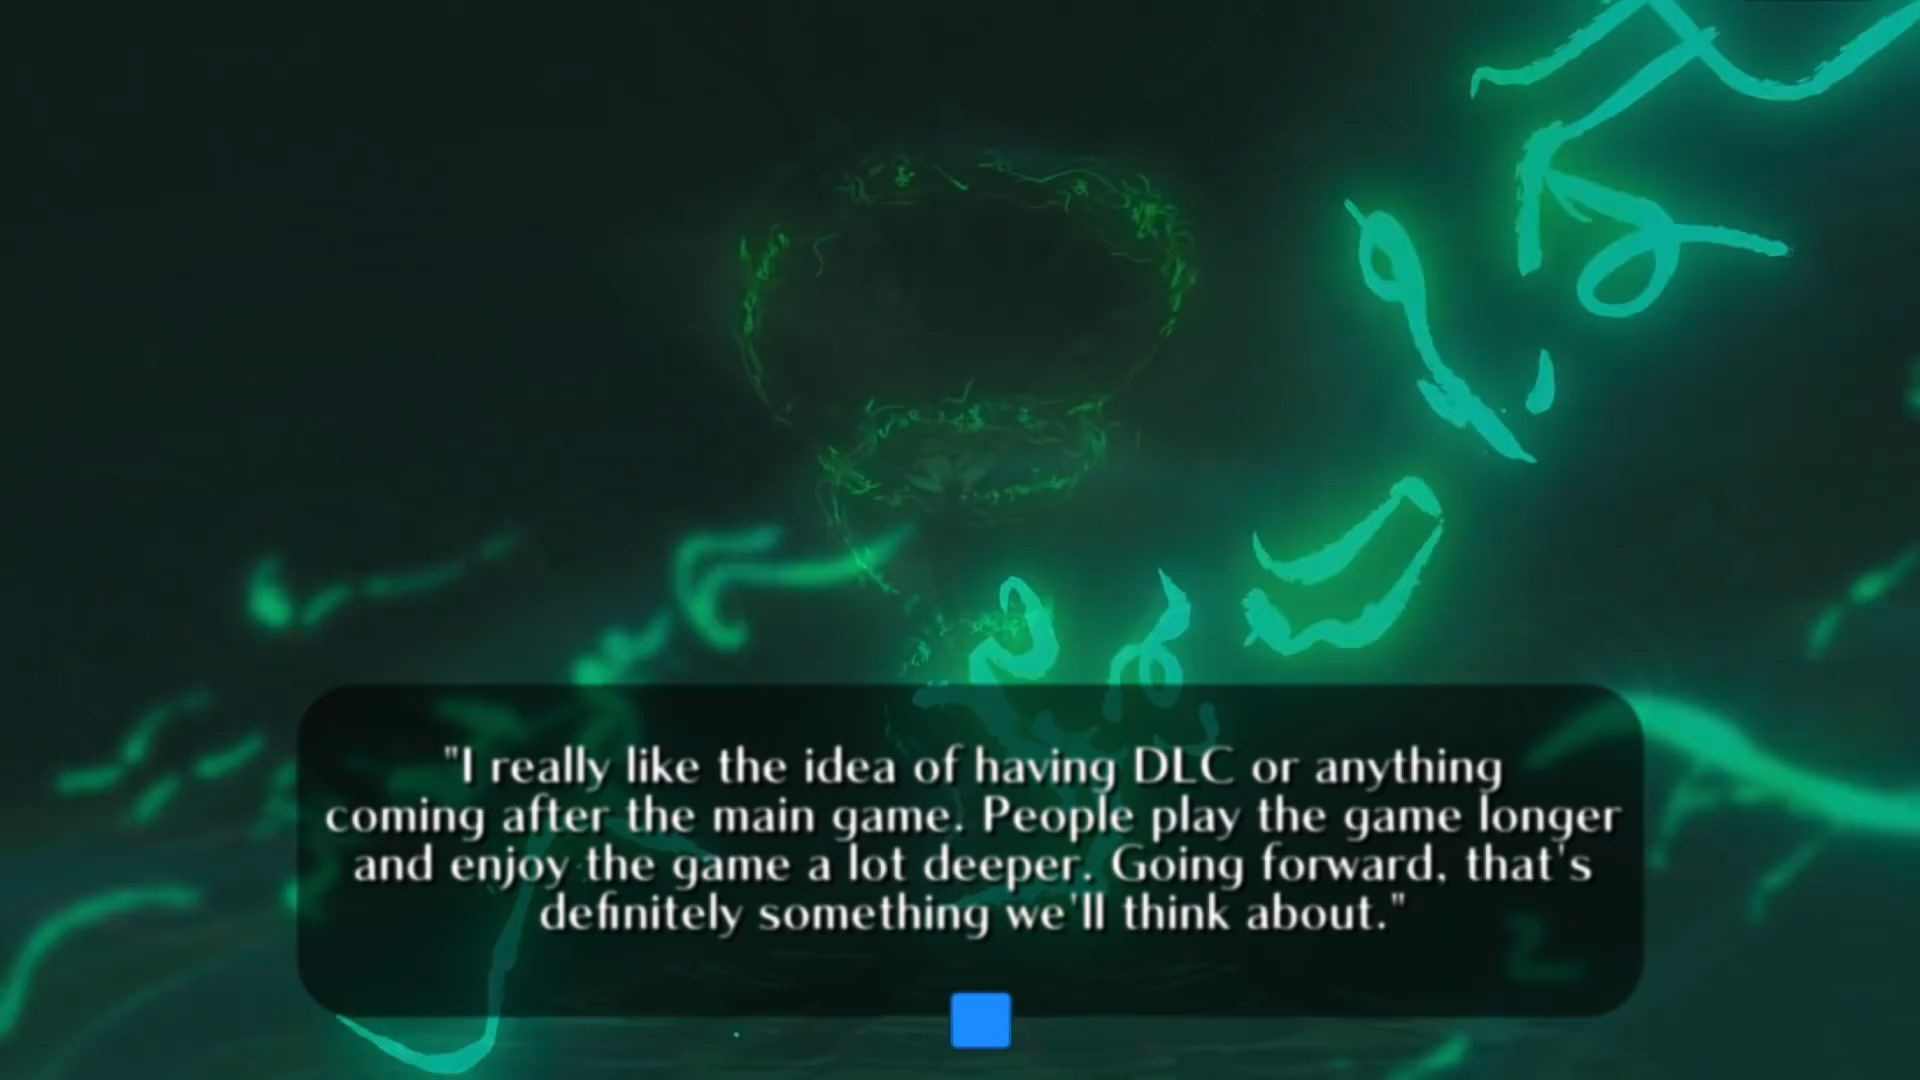 "I really like the idea of having DLC or anything
coming after the main game. People play the game longer
and enjoy the game a lot deeper. Going forward, that's
definitely something we'll think about."